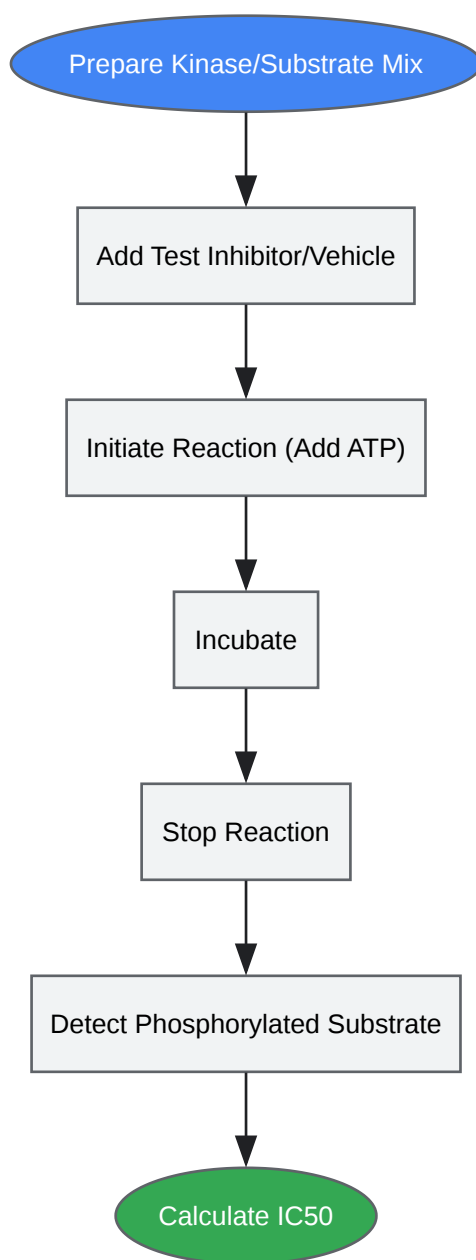 Prepare Kinase/Substrate Mix
Add Test Inhibitor/Vehicle
Initiate Reaction (Add ATP)
Incubate
Stop Reaction
Detect Phosphorylated Substrate
Calculate IC50